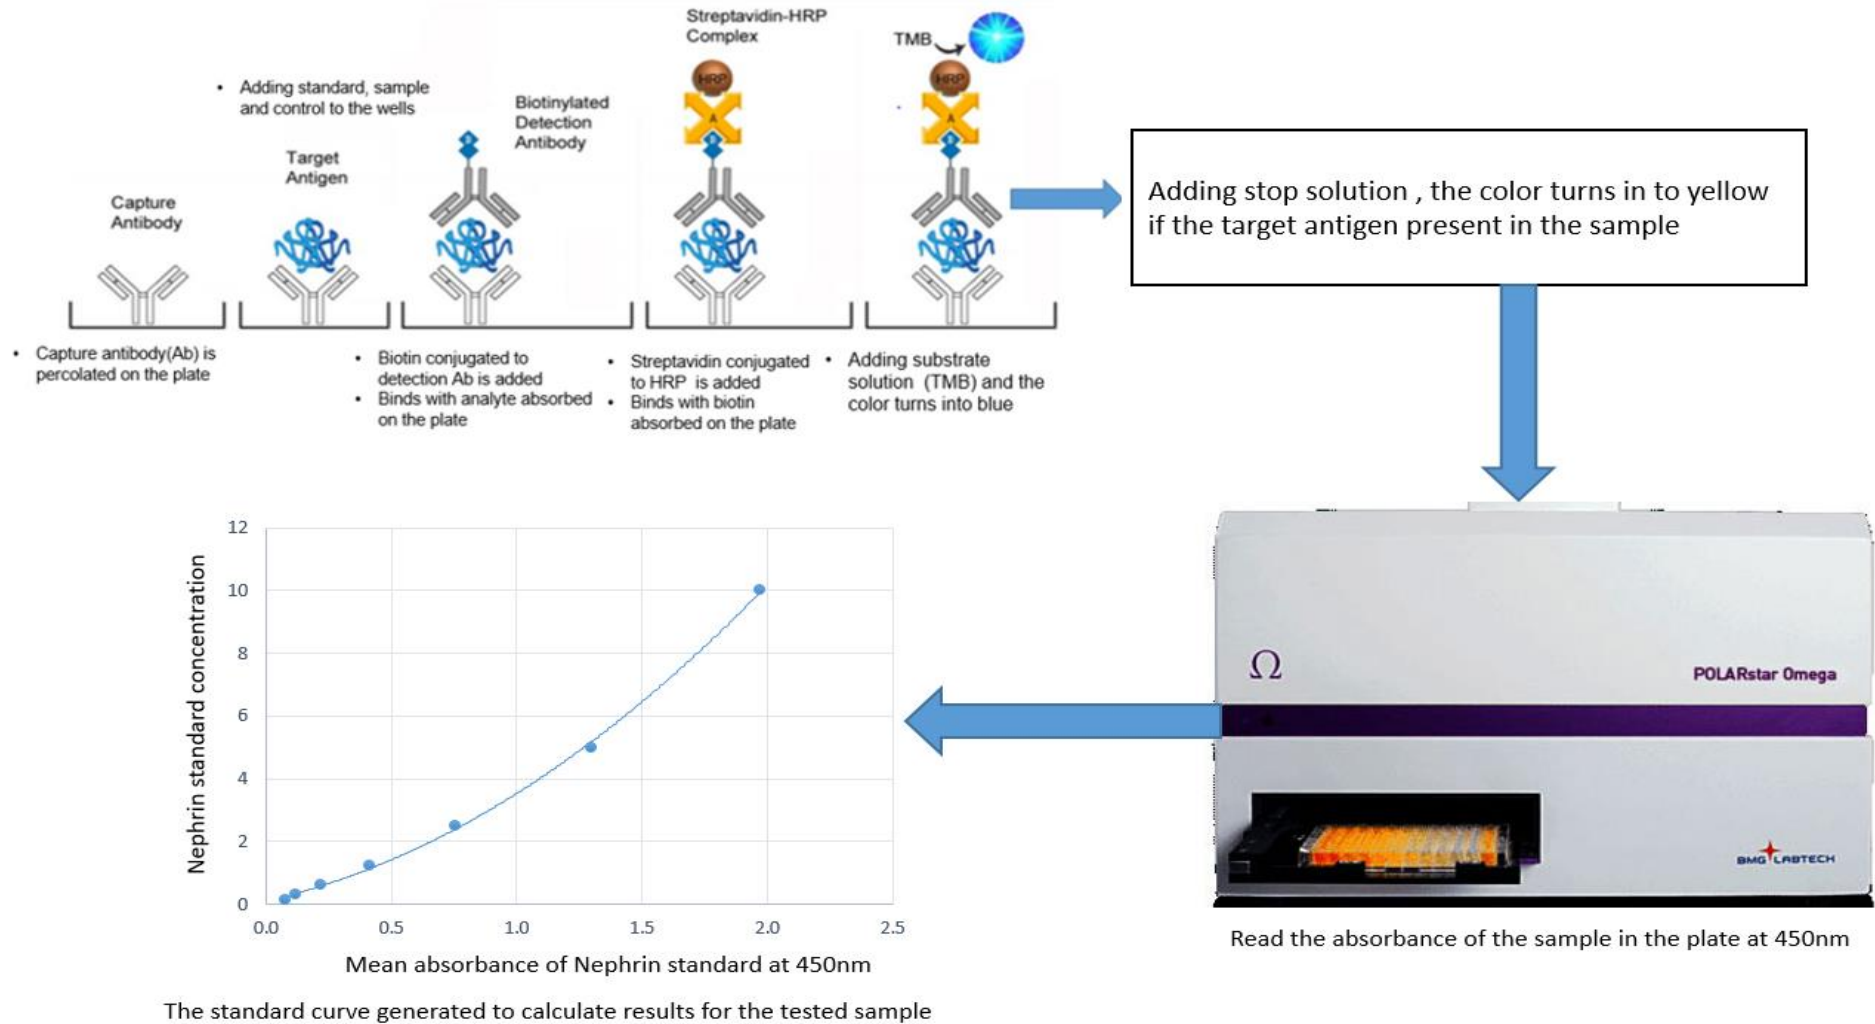 Streptavidin-HRP
Complex
TMB
HRP
HRP
• Adding standard, sample
and control to the wells
Biotinylated
Detection
Antibody
A
A
B
B
B
Target
Antigen
Capture
Antibody
Adding stop solution , the color turns in to yellow
if the target antigen present in the sample
• Capture antibody(Ab) is
percolated on the plate
• Biotin conjugated to
detection Ab is added
• Binds with analyte absorbed
on the plate
• Streptavidin conjugated
to HRP is added
• Binds with biotin
absorbed on the plate
• Adding substrate
solution (TMB) and the
color turns into blue
Nephrin standard concentration
12
10
8
6
4
2
0
0.0 0.5 1.0 1.5 2.0 2.5
Mean absorbance of Nephrin standard at 450nm
The standard curve generated to calculate results for the tested sample
Ω
POLARstar Omega
BMG LABTECH
Read the absorbance of the sample in the plate at 450nm